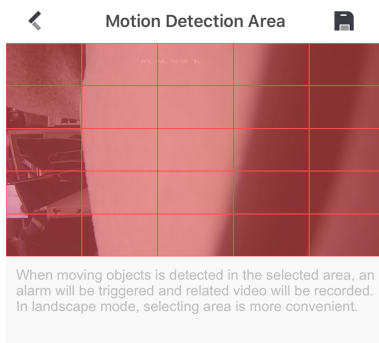 Motion Detection Area
When moving objects is detected in the selected area, an
alarm will be triggered and related video will be recorded.
In landscape mode, selecting area is more convenient.